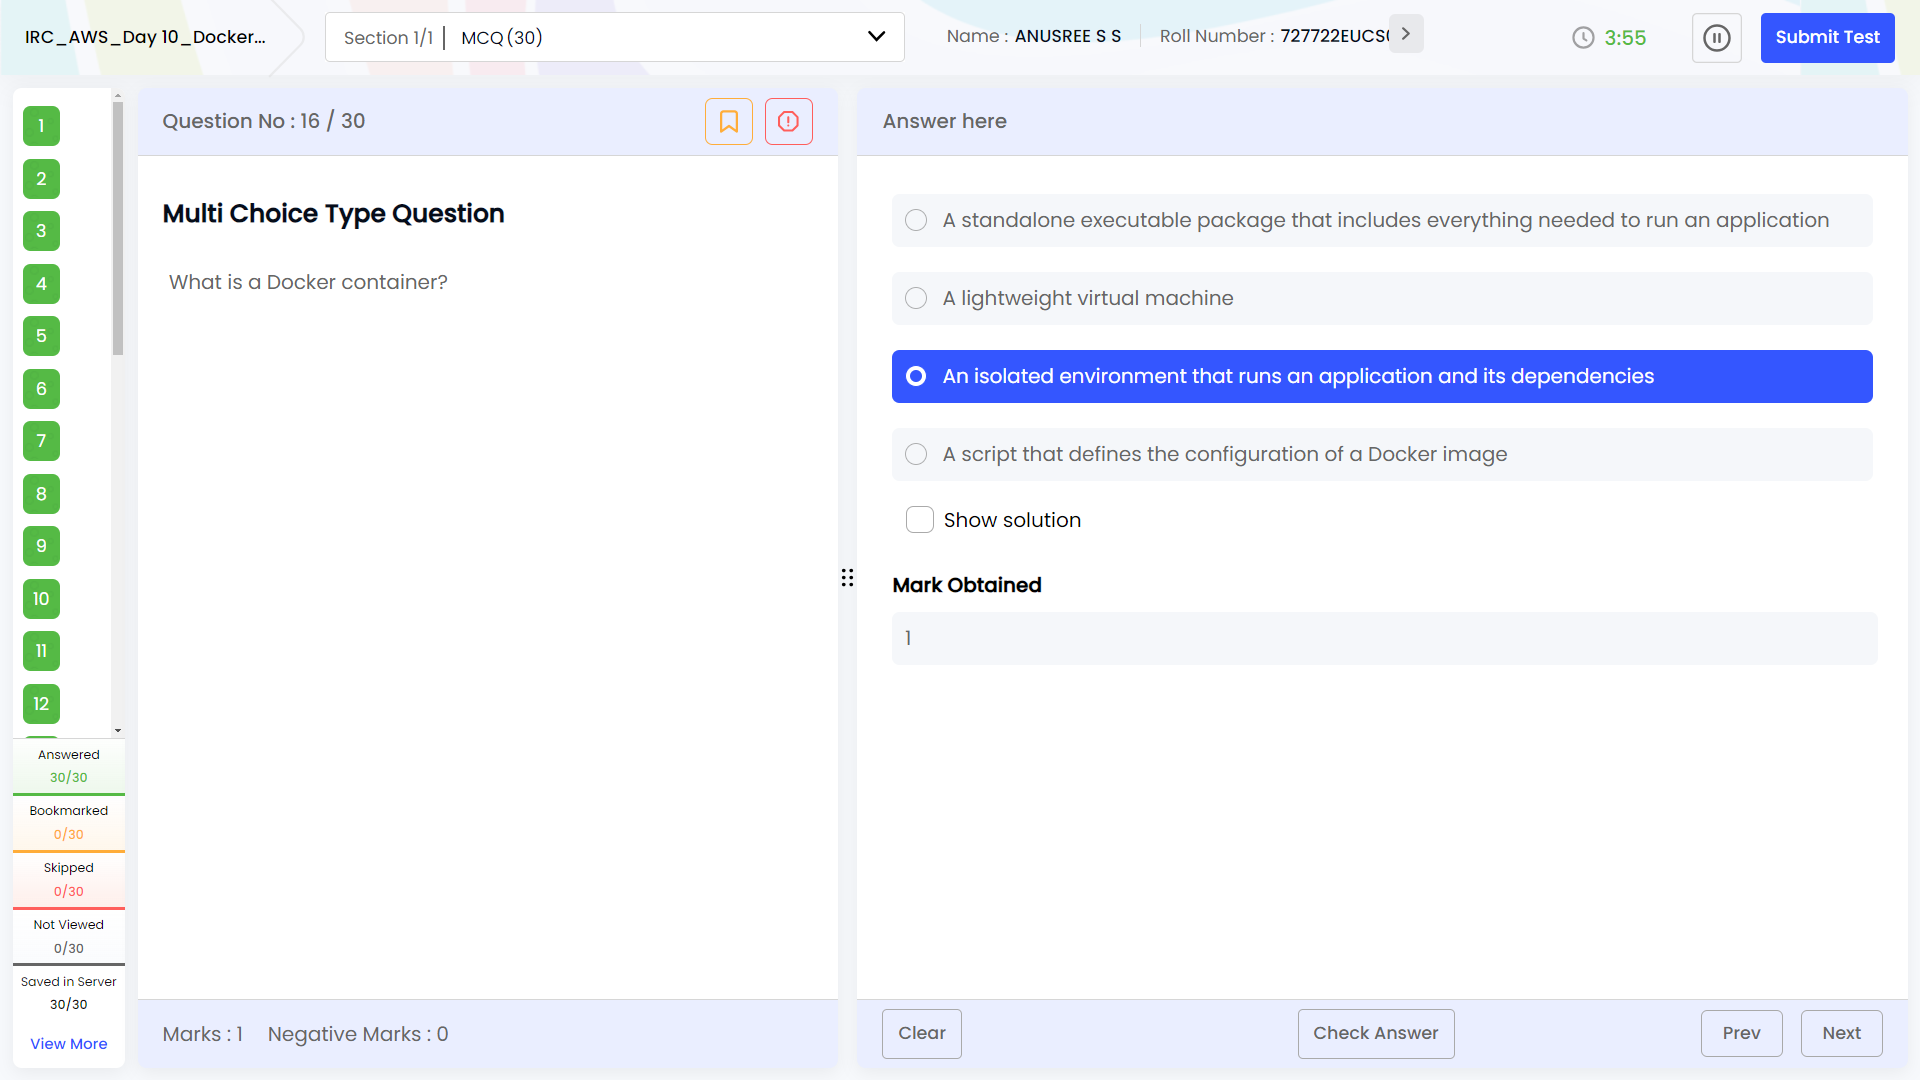 IRC_AWS_Day 10_Docker...
Section 1/1 | MCQ (30)
Name : ANUSREE S S
Roll Number : 727722EUCS
3:55
Submit Test
1
2
3
4
5
6
7
8
9
10
11
12
Answered
30/30
Bookmarked
0/30
Skipped
0/30
Not Viewed
0/30
Saved in Server
30/30
View More
Question No : 16 / 30
Multi Choice Type Question
What is a Docker container?
Marks : 1 Negative Marks : 0
Answer here
A standalone executable package that includes everything needed to run an application
A lightweight virtual machine
An isolated environment that runs an application and its dependencies
A script that defines the configuration of a Docker image
Show solution
Mark Obtained
1
Clear
Check Answer
Prev
Next